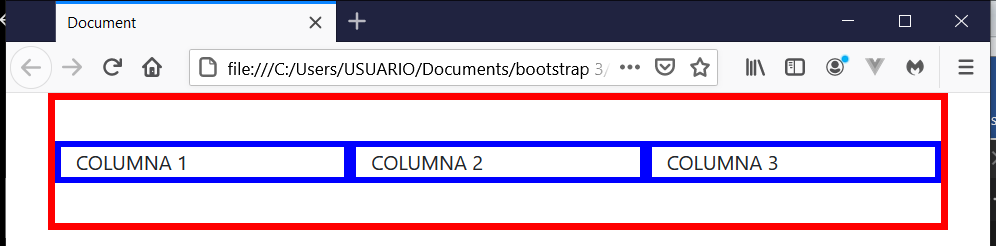 Document
file:///C:/Users/USUARIO/Documents/bootstrap 3/
COLUMNA 1 COLUMNA 2 COLUMNA 3